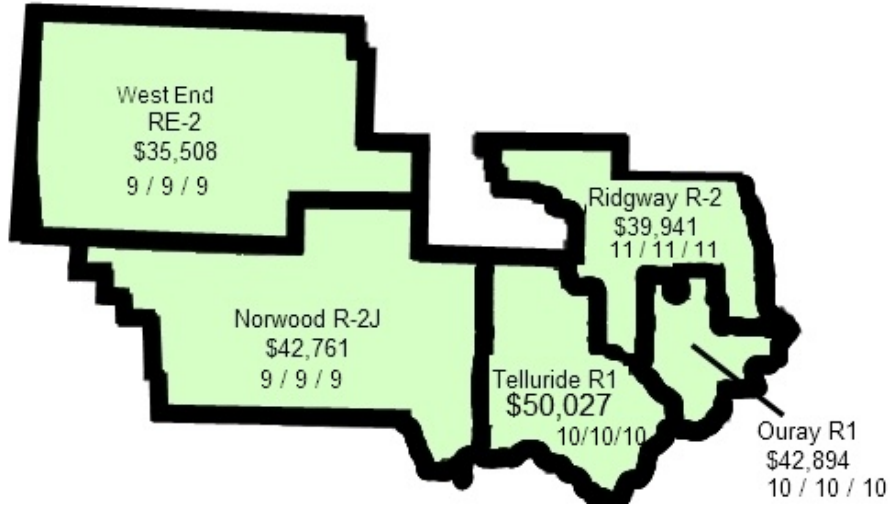 West End
RE-2
$35,508
9 / 9 / 9
Ridgway R-2
$39,941
11 / 11 / 11
Norwood R-2J
$42,761
9 / 9 / 9
Telluride R1
$50,027
10/10/10
Ouray R1
$42,894
10 / 10 / 10